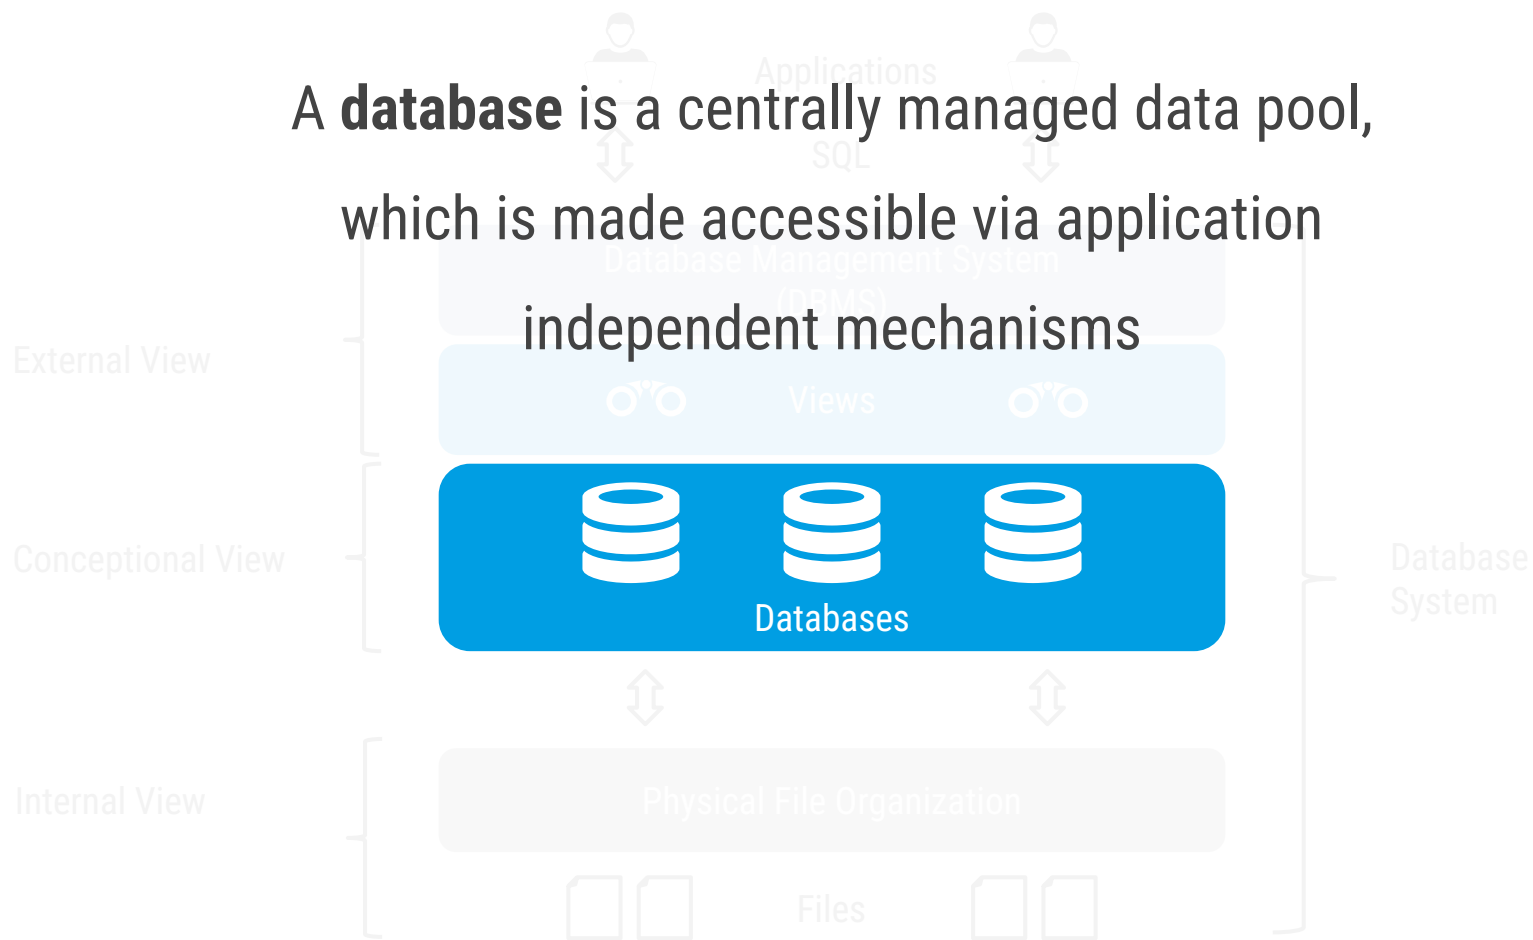 Applications
A database is a centrally managed data pool,
SQL
which is made accessible via application
Database Management System
(DBMS)
independent mechanisms
External View
Views
Conceptional View
Databases
Database
System
Internal View
Physical File Organization
Files